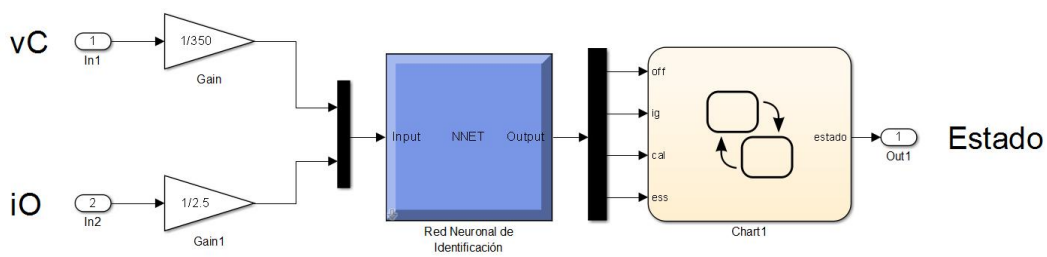 vC
1
In1
1/350
Gain
iO
2
In2
1/2.5
Gain1
Input NNET Output
Red Neuronal de
Identificación
off
ig
cal
ess
estado
Chart1
1
Out1
Estado